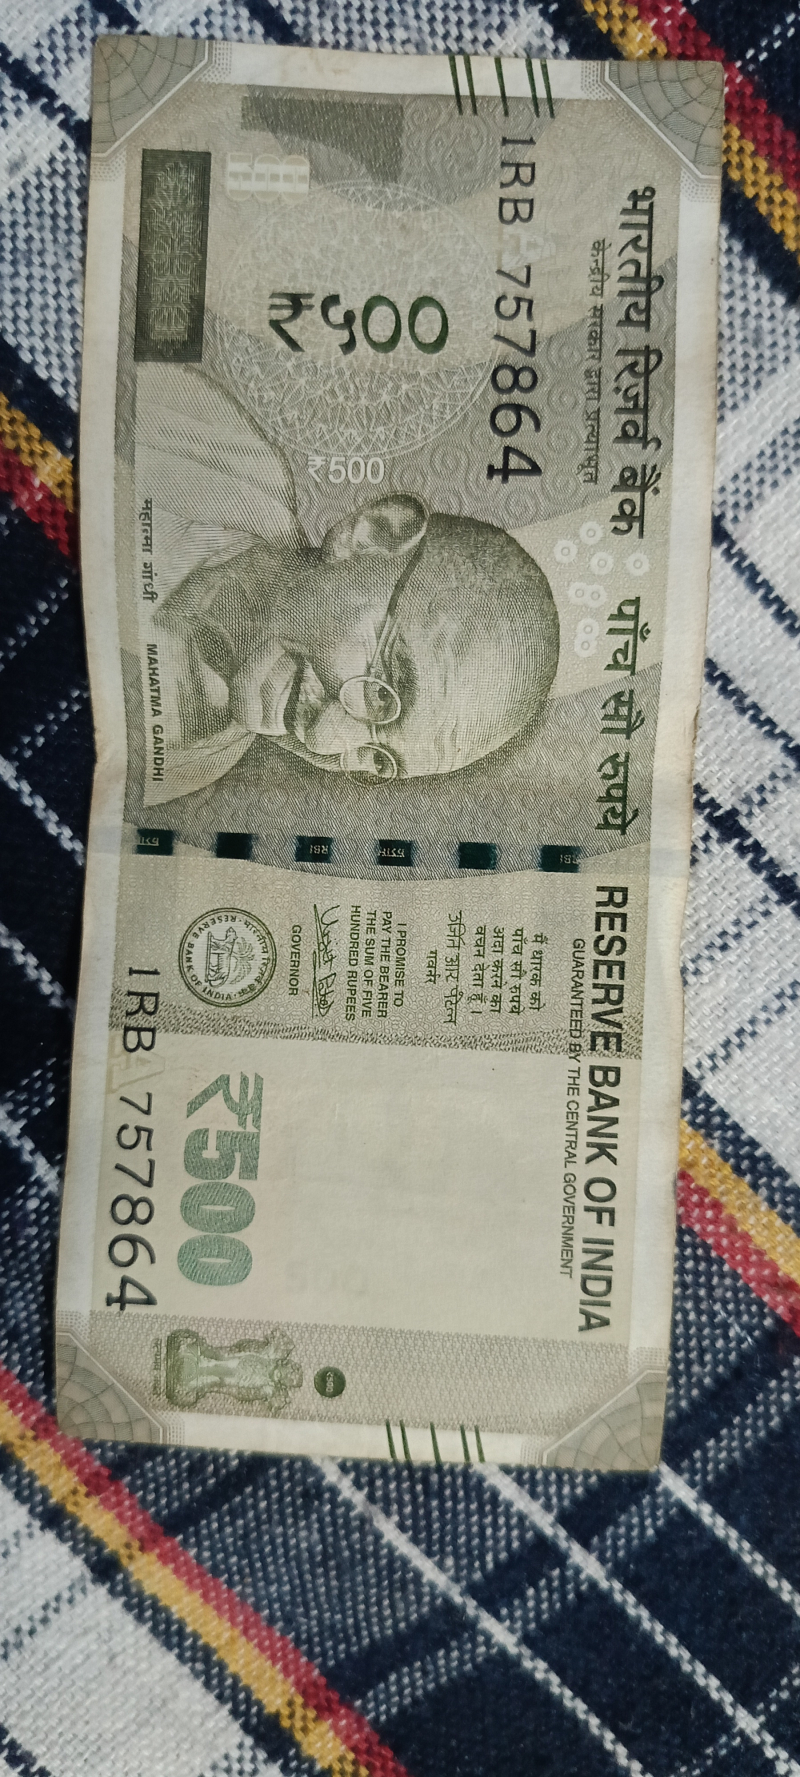 भारतीय रिज़र्व बैंक पाँच सौ रुपये
केन्द्रीय सरकार द्वारा प्रत्याभूत
RESERVE BANK OF INDIA
GUARANTEED BY THE CENTRAL GOVERNMENT
1RB 757864
₹५००
₹500
महात्मा गांधी
MAHATMA GANDHI
मैं धारक को
पाँच सौ रुपये
अदा करने का
वचन देता हूँ।
गवर्नर
I PROMISE TO
PAY THE BEARER
THE SUM OF FIVE
HUNDRED RUPEES
GOVERNOR
RESERVE BANK OF INDIA
RBI
RBI
₹500
1RB 757864